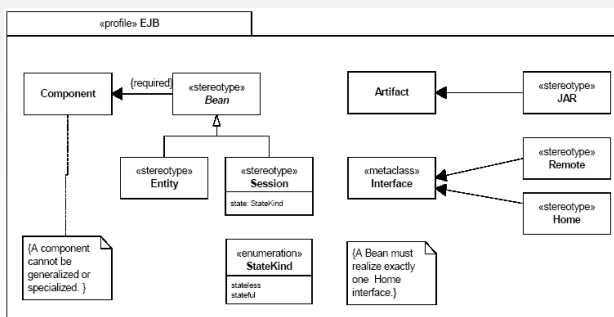 «profile» EJB
Component
{required}
«stereotype»
Bean
Artifact
«stereotype»
JAR
«stereotype»
Entity
«stereotype»
Session
state: StateKind
«metaclass»
Interface
«stereotype»
Remote
«stereotype»
Home
{A component
cannot be
generalized or
specialized. }
«enumeration»
StateKind
stateless
stateful
{A Bean must
realize exactly
one Home
interface.}